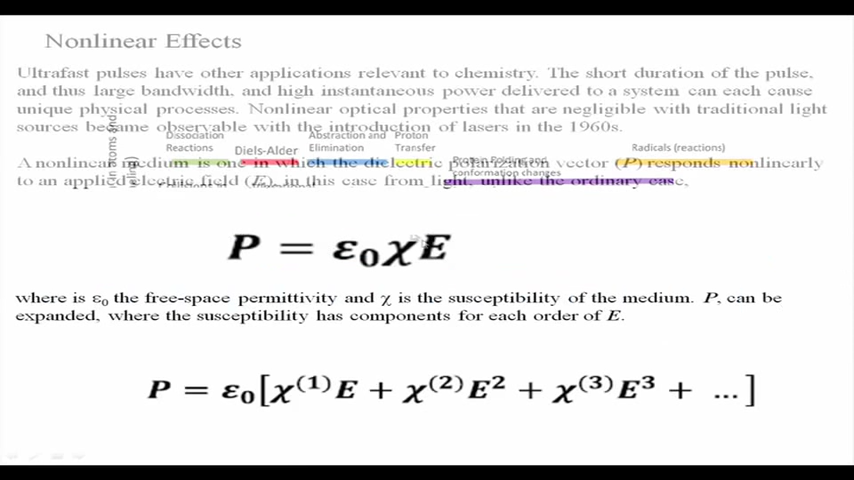 Nonlinear Effects
Ultrafast pulses have other applications relevant to chemistry. The short duration of the pulse,
and thus large bandwidth, and high instantaneous power delivered to a system can each cause
unique physical processes. Nonlinear optical properties that are negligible with traditional light
sources became observable with the introduction of lasers in the 1960s.
Dissociation
Reactions
Diels-Alder
Abstraction and
Elimination
Proton
Transfer
Protein Folding and
conformation changes
Radicals (reactions)
A nonlinear medium is one in which the dielectric polarization vector (P) responds nonlinearly
to an applied electric field (E), in this case from light, unlike the ordinary case,
P = ε₀χE
where is ε₀ the free-space permittivity and χ is the susceptibility of the medium. P, can be
expanded, where the susceptibility has components for each order of E.
P = ε₀[χ⁽¹⁾E + χ⁽²⁾E² + χ⁽³⁾E³ + ...]